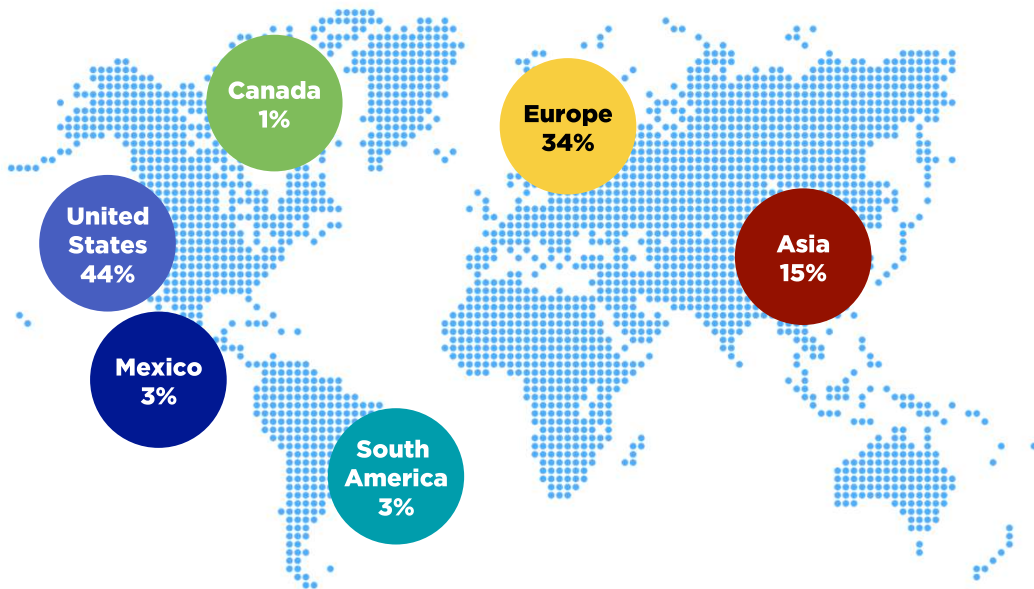 Canada
1%
Europe
34%
United
States
44%
Asia
15%
Mexico
3%
South
America
3%